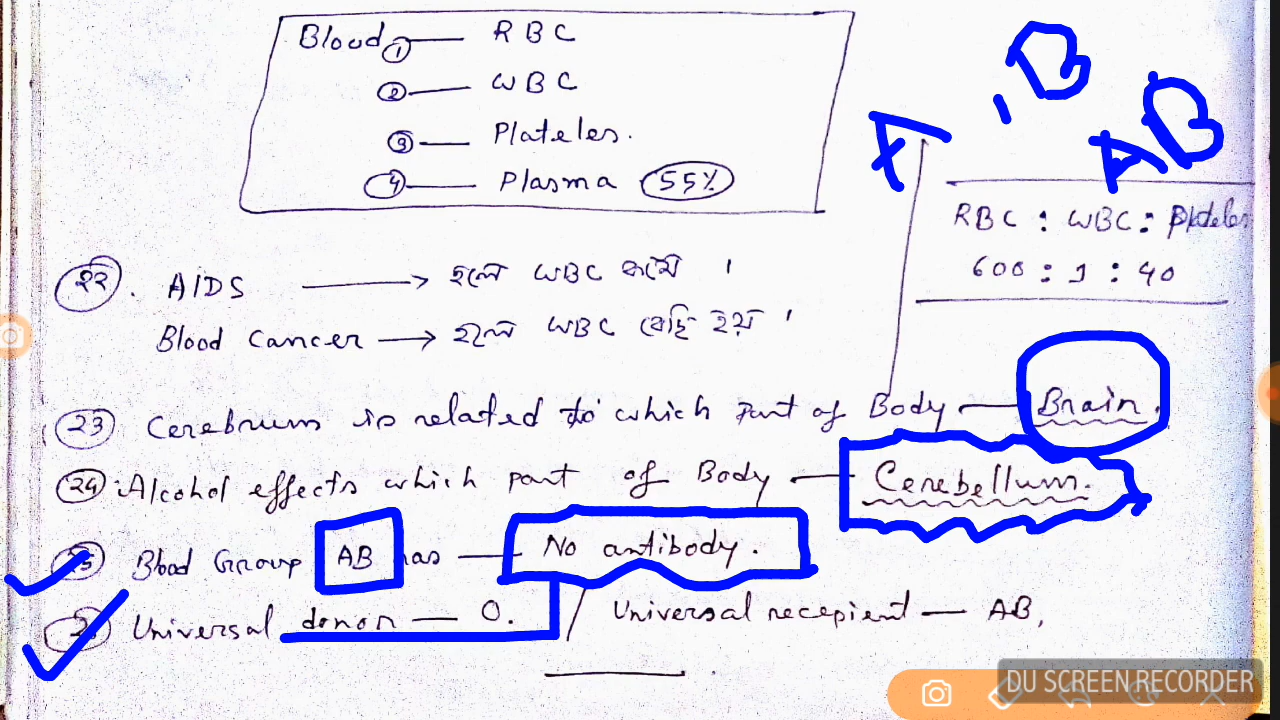 Blood ① — RBC
② — WBC
③ — Plateles.
④ — Plasma 55%
A, B
AB
RBC : WBC : Plateles
600 : 1 : 40
২২. AIDS → হলে WBC কমে ।
Blood Cancer → হলে WBC বেশি হয় ।
23 Cerebrum is related to which part of Body — Brain.
24 Alcohol effects which part of Body — Cerebellum.
Blood Group AB has — No antibody.
Universal donor — O. / Universal recepient — AB,
DU SCREEN RECORDER